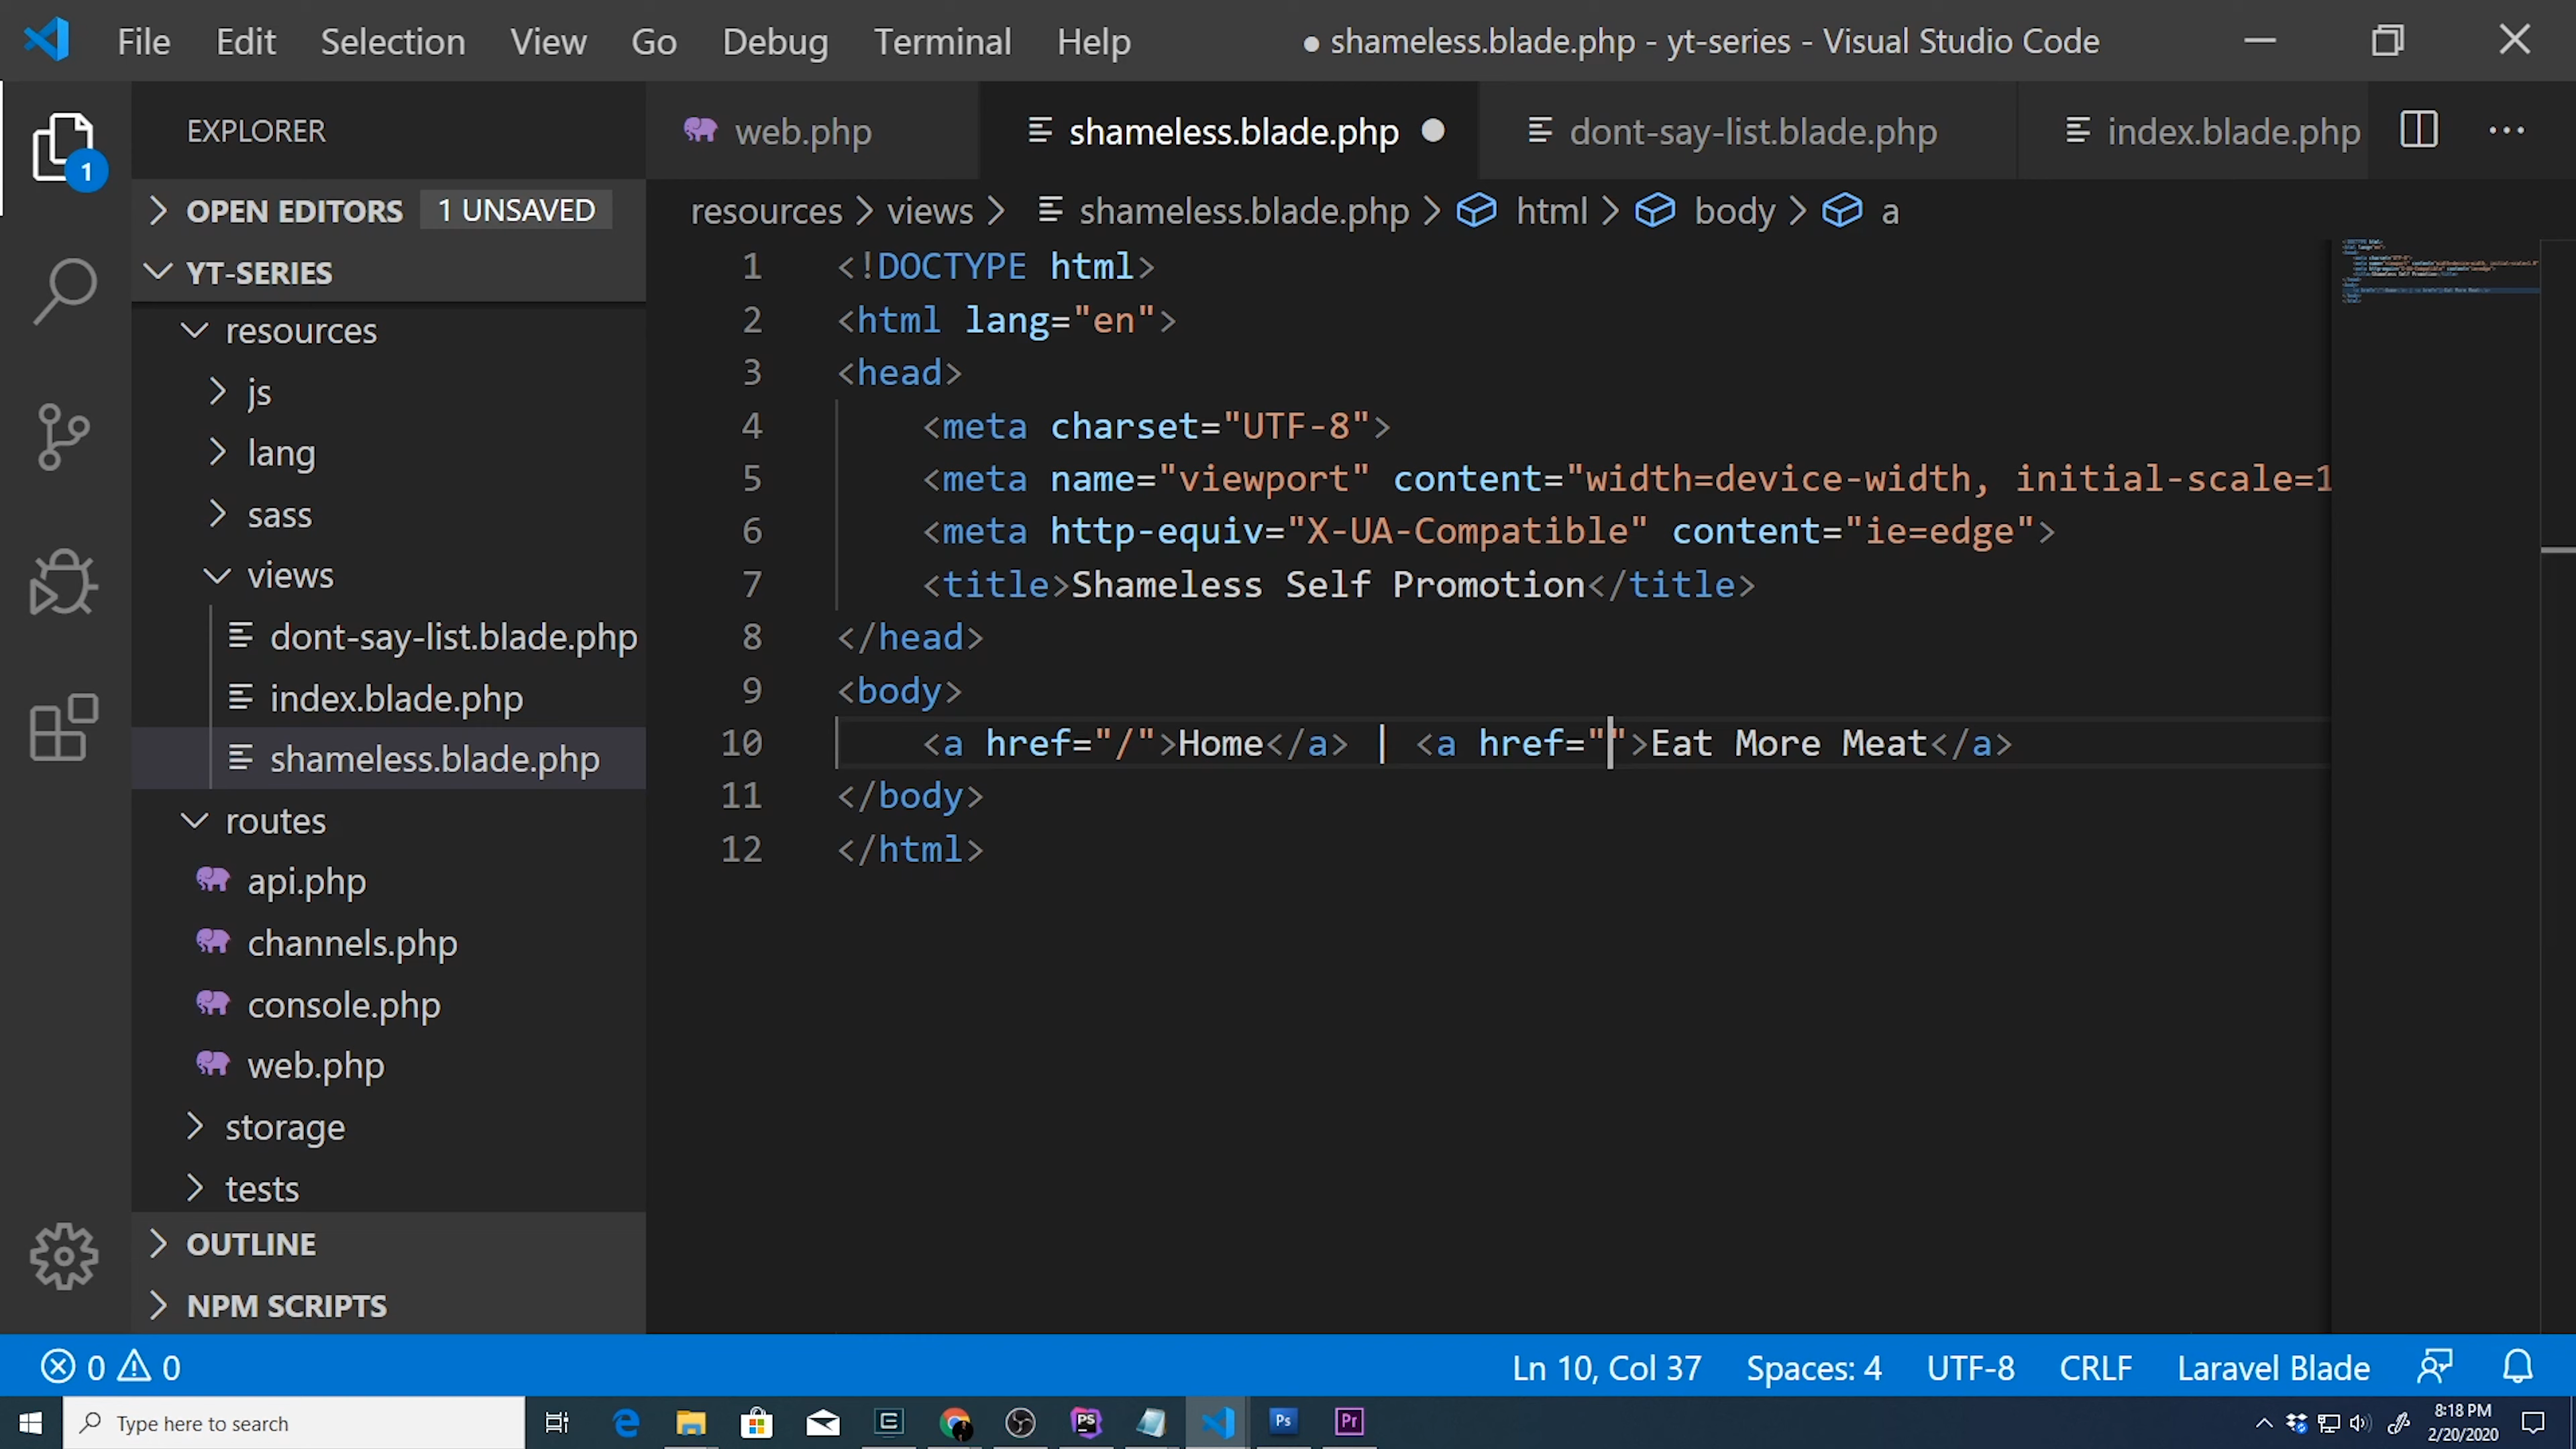 File Edit Selection View Go Debug Terminal Help ● shameless.blade.php - yt-series - Visual Studio Code
EXPLORER
1
OPEN EDITORS 1 UNSAVED
YT-SERIES
resources
js
lang
sass
views
dont-say-list.blade.php
index.blade.php
shameless.blade.php
routes
api.php
channels.php
console.php
web.php
storage
tests
OUTLINE
NPM SCRIPTS
web.php shameless.blade.php dont-say-list.blade.php index.blade.php
resources > views > shameless.blade.php > html > body > a
1 <!DOCTYPE html>
2 <html lang="en">
3 <head>
4 <meta charset="UTF-8">
5 <meta name="viewport" content="width=device-width, initial-scale=1
6 <meta http-equiv="X-UA-Compatible" content="ie=edge">
7 <title>Shameless Self Promotion</title>
8 </head>
9 <body>
10 <a href="/">Home</a> | <a href="">Eat More Meat</a>
11 </body>
12 </html>
0 0 Ln 10, Col 37 Spaces: 4 UTF-8 CRLF Laravel Blade
Type here to search PS Ps Pr 8:18 PM
2/20/2020